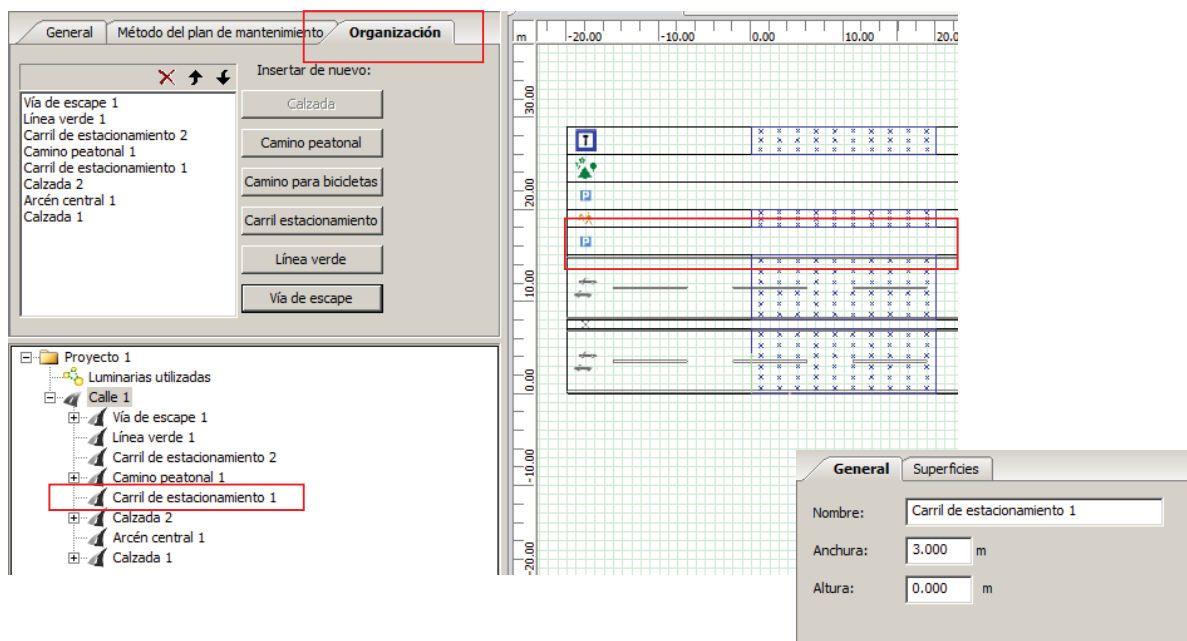 General
Método del plan de mantenimiento
Organización
Insertar de nuevo:
Vía de escape 1
Línea verde 1
Carril de estacionamiento 2
Camino peatonal 1
Carril de estacionamiento 1
Calzada 2
Arcén central 1
Calzada 1
Calzada
Camino peatonal
Camino para bicicletas
Carril estacionamiento
Línea verde
Vía de escape
Proyecto 1
Luminarias utilizadas
Calle 1
Vía de escape 1
Línea verde 1
Carril de estacionamiento 2
Camino peatonal 1
Carril de estacionamiento 1
Calzada 2
Arcén central 1
Calzada 1
m -20.00 -10.00 0.00 10.00 20.0
30.00
20.00
10.00
0.00
-10.00
-20.00
T
P
P
General Superficies
Nombre: Carril de estacionamiento 1
Anchura: 3.000 m
Altura: 0.000 m